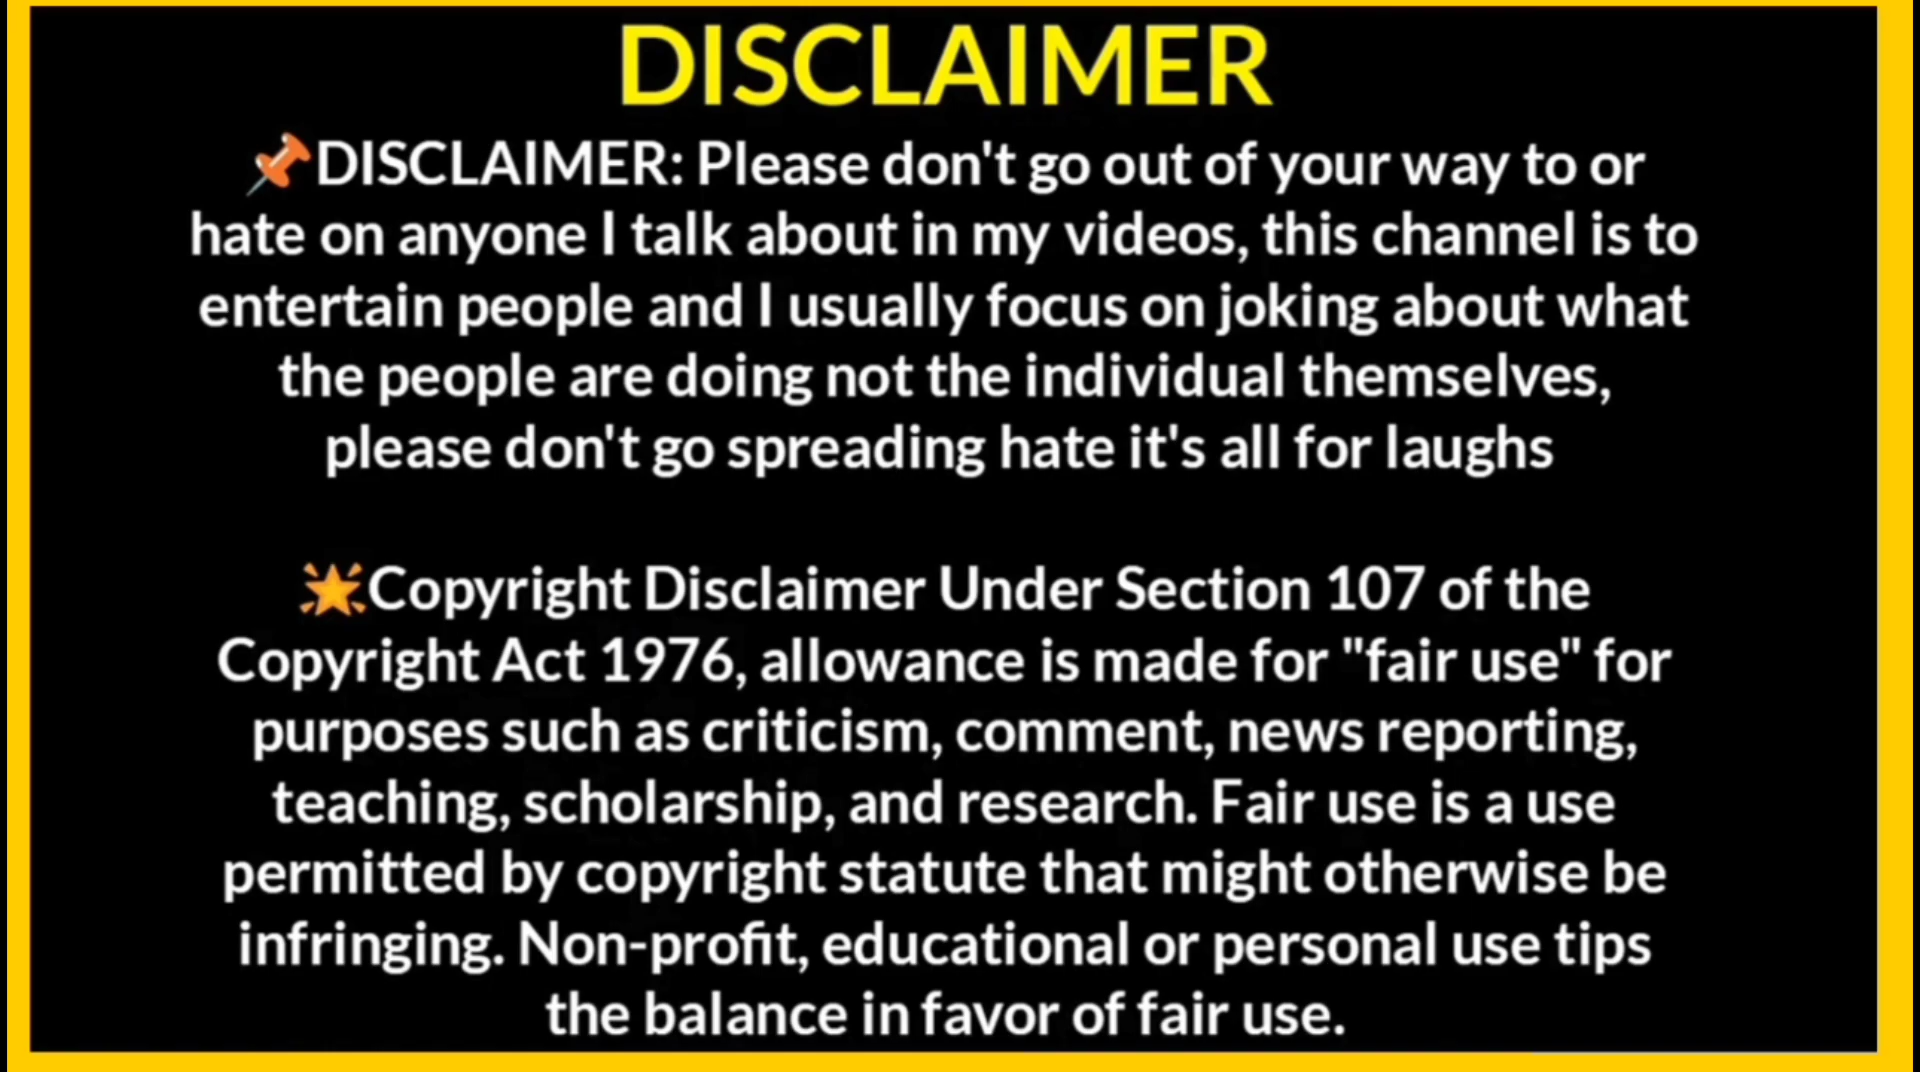 DISCLAIMER
📌DISCLAIMER: Please don't go out of your way to or
hate on anyone I talk about in my videos, this channel is to
entertain people and I usually focus on joking about what
the people are doing not the individual themselves,
please don't go spreading hate it's all for laughs
🌟Copyright Disclaimer Under Section 107 of the
Copyright Act 1976, allowance is made for "fair use" for
purposes such as criticism, comment, news reporting,
teaching, scholarship, and research. Fair use is a use
permitted by copyright statute that might otherwise be
infringing. Non-profit, educational or personal use tips
the balance in favor of fair use.